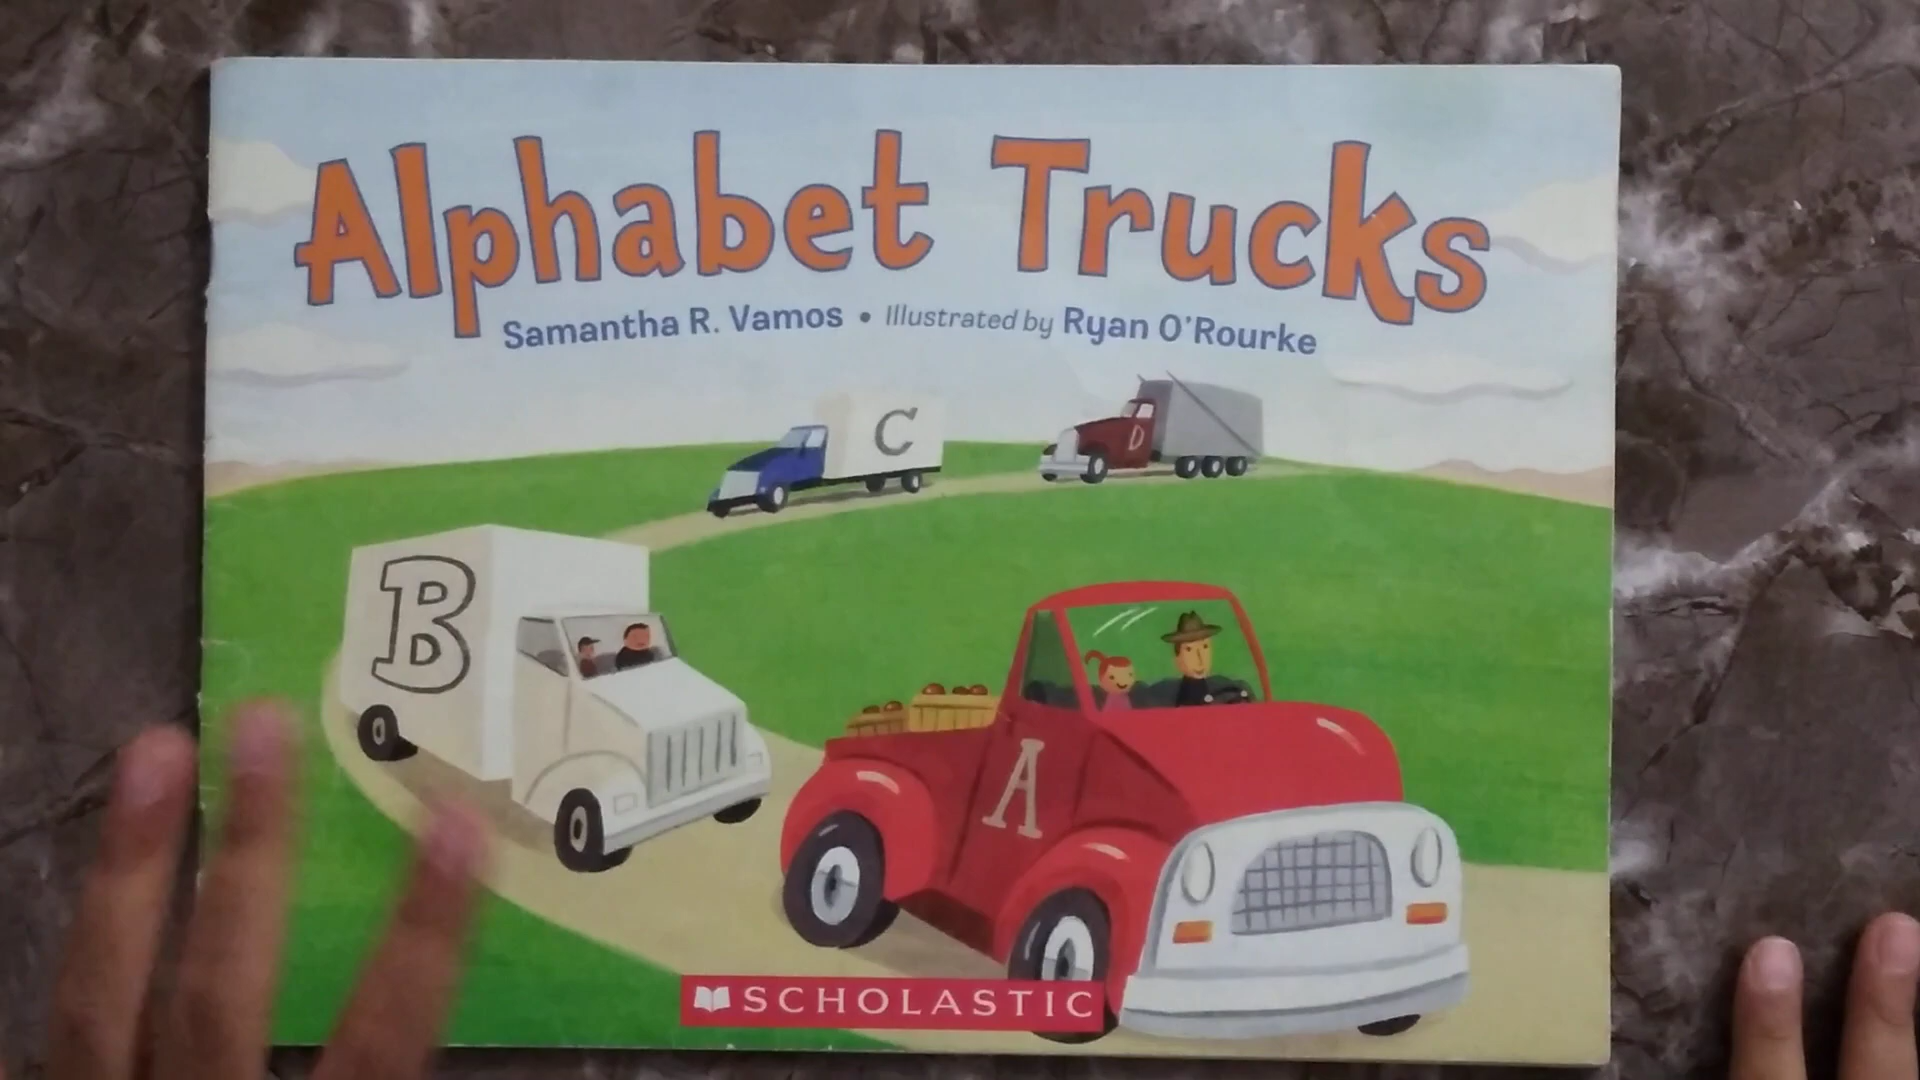 Alphabet Trucks
Samantha R. Vamos • Illustrated by Ryan O'Rourke
C
D
B
A
SCHOLASTIC